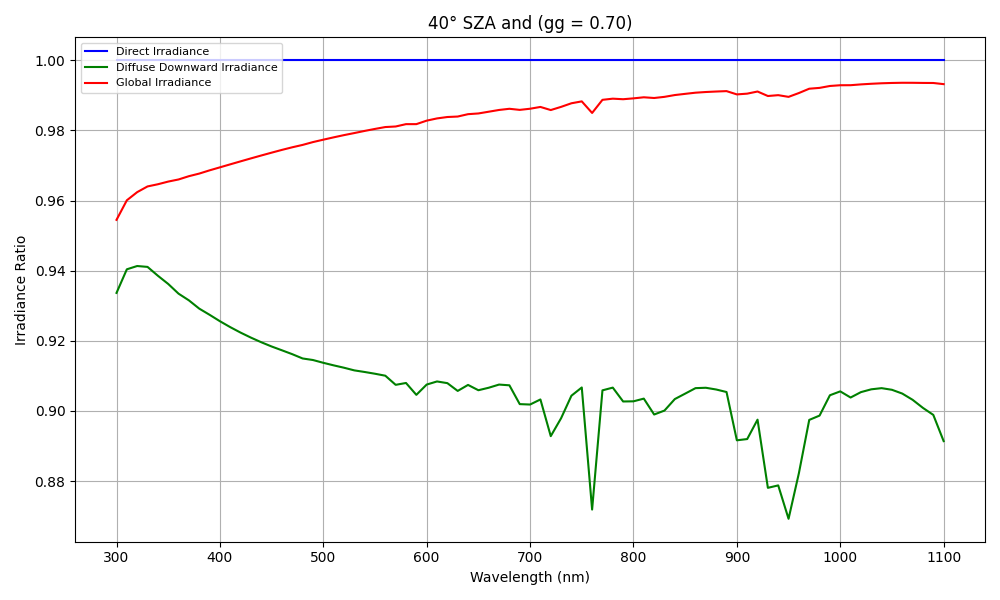 40° SZA and (gg = 0.70)
Direct Irradiance
Diffuse Downward Irradiance
Global Irradiance
Irradiance Ratio
1.00
0.98
0.96
0.94
0.92
0.90
0.88
300 400 500 600 700 800 900 1000 1100
Wavelength (nm)